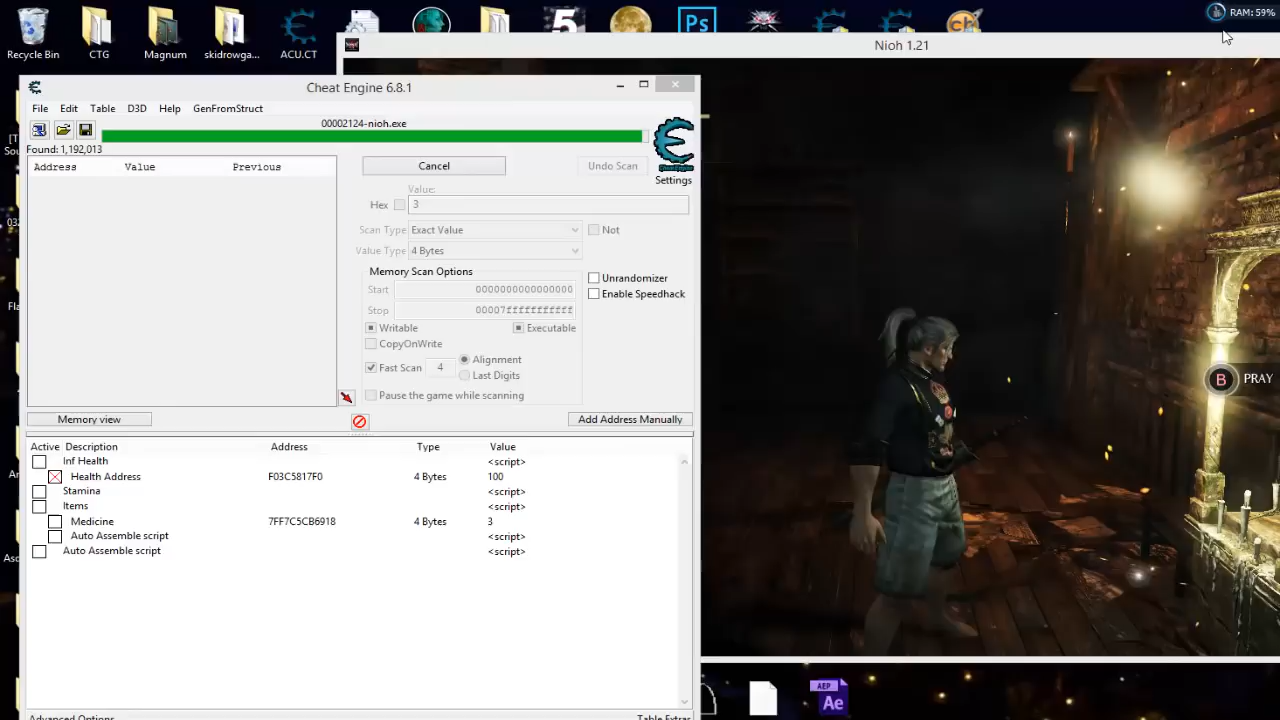 RAM: 59%
Recycle Bin
CTG
Magnum
skidrowga...
ACU.CT
5
Ps
Nioh 1.21
Cheat Engine 6.8.1
File Edit Table D3D Help GenFromStruct
00002124-nioh.exe
Found: 1,192,013
Address Value Previous
Cancel
Undo Scan
Cheat Engine
Settings
Value:
Hex 3
Scan Type Exact Value
Not
Value Type 4 Bytes
Memory Scan Options
Start 0000000000000000
Stop 00007fffffffffff
Writable Executable
CopyOnWrite
Fast Scan 4 Alignment
Last Digits
Pause the game while scanning
Unrandomizer
Enable Speedhack
Memory view
Add Address Manually
Active Description Address Type Value
Inf Health <script>
Health Address F03C5817F0 4 Bytes 100
Stamina <script>
Items <script>
Medicine 7FF7C5CB6918 4 Bytes 3
Auto Assemble script <script>
Auto Assemble script <script>
Advanced Options
Table Extras
B PRAY
AEP
Ae